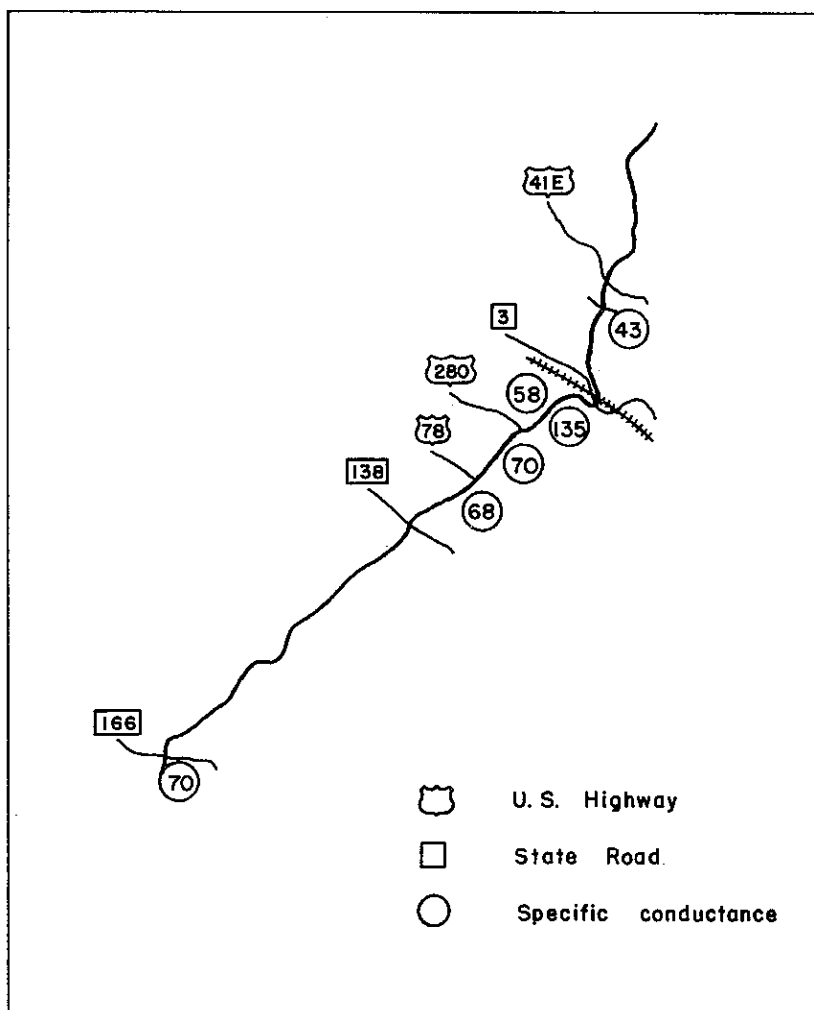 41E
43
3
280
58
78
135
70
138
68
166
70
U. S. Highway
State Road
Specific conductance